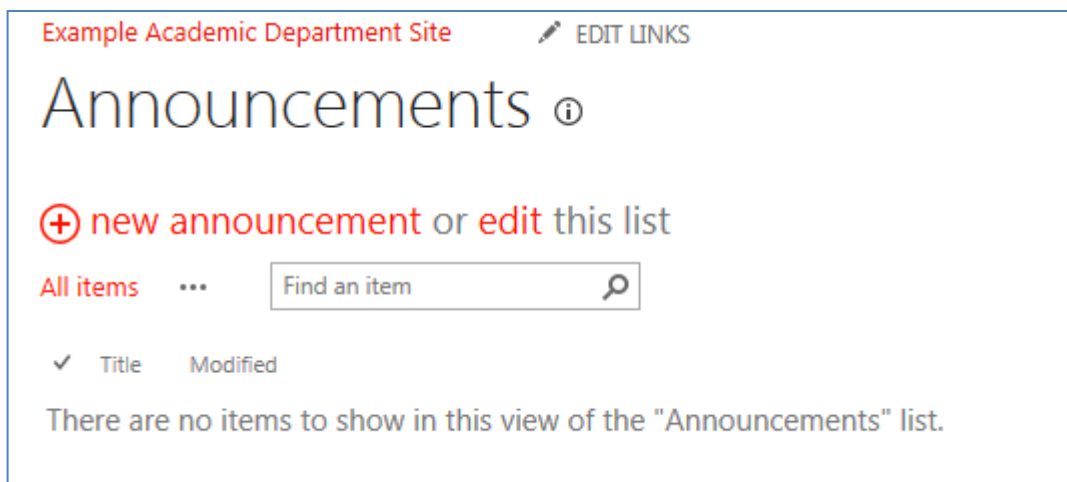 Example Academic Department Site EDIT LINKS
Announcements
new announcement or edit this list
All items ... Find an item
Title Modified
There are no items to show in this view of the "Announcements" list.